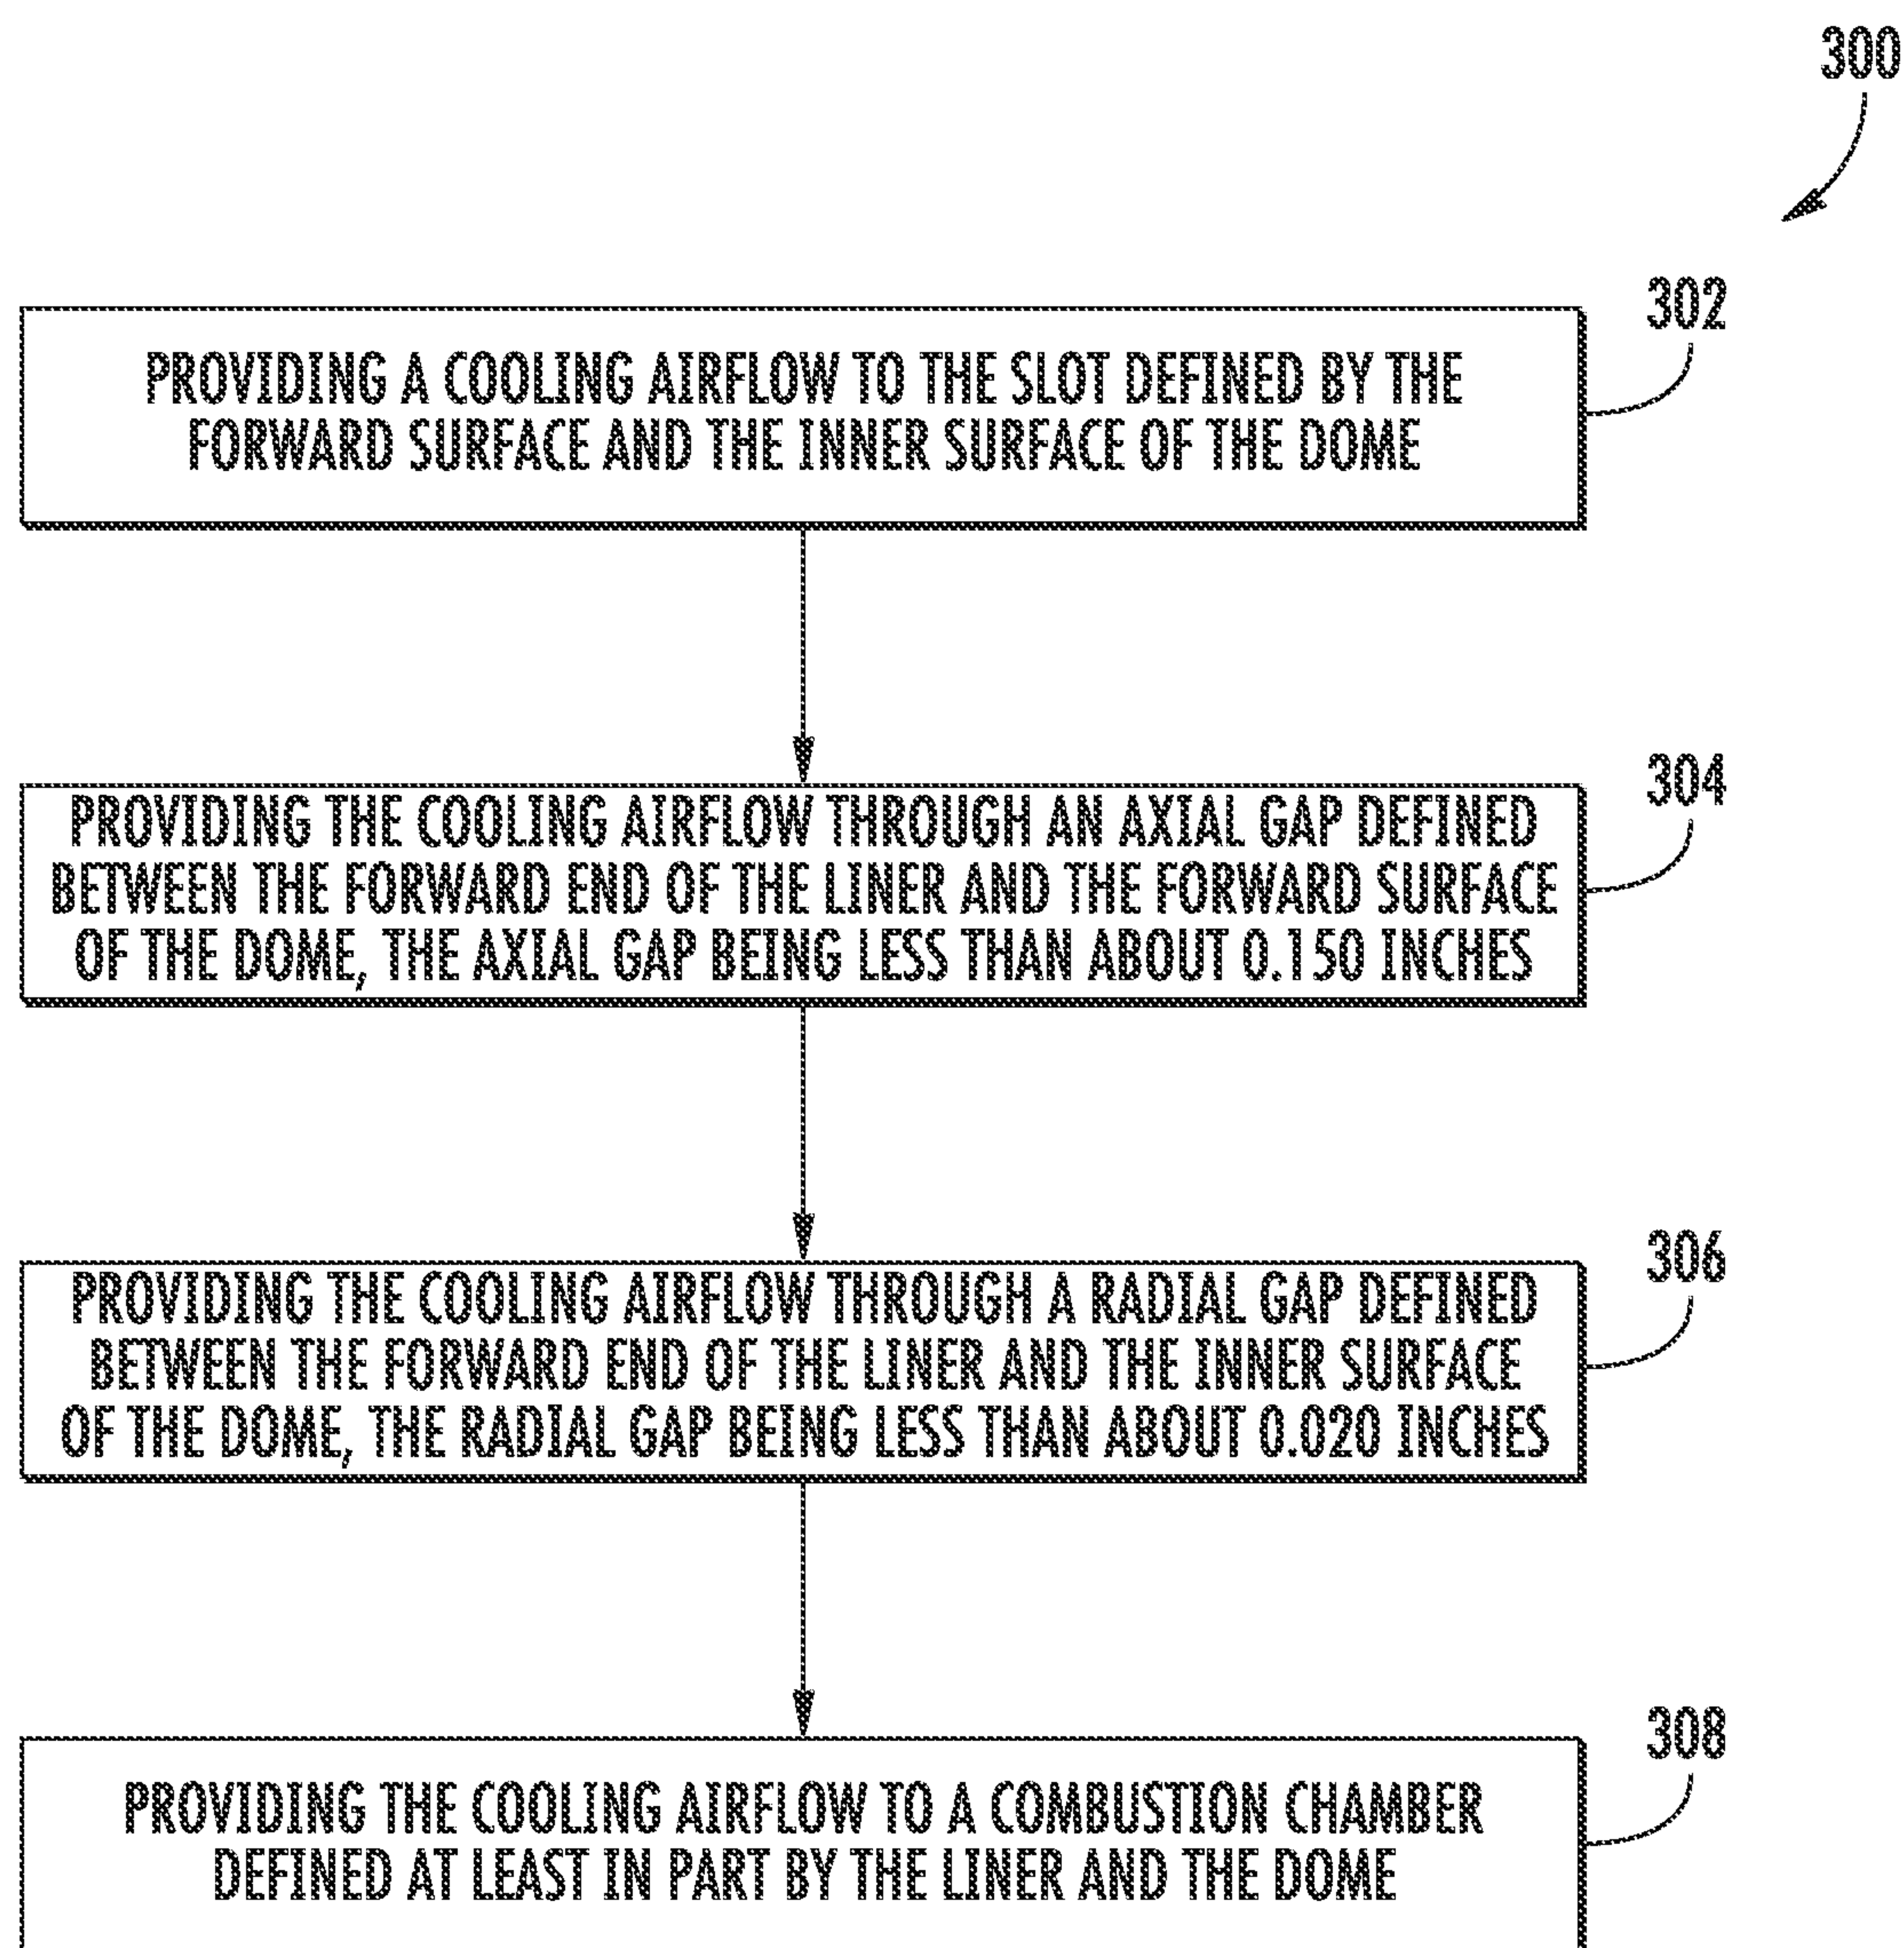 300
302
PROVIDING A COOLING AIRFLOW TO THE SLOT DEFINED BY THE
FORWARD SURFACE AND THE INNER SURFACE OF THE DOME
304
PROVIDING THE COOLING AIRFLOW THROUGH AN AXIAL GAP DEFINED
BETWEEN THE FORWARD END OF THE LINER AND THE FORWARD SURFACE
OF THE DOME, THE AXIAL GAP BEING LESS THAN ABOUT 0.150 INCHES
306
PROVIDING THE COOLING AIRFLOW THROUGH A RADIAL GAP DEFINED
BETWEEN THE FORWARD END OF THE LINER AND THE INNER SURFACE
OF THE DOME, THE RADIAL GAP BEING LESS THAN ABOUT 0.020 INCHES
308
PROVIDING THE COOLING AIRFLOW TO A COMBUSTION CHAMBER
DEFINED AT LEAST IN PART BY THE LINER AND THE DOME